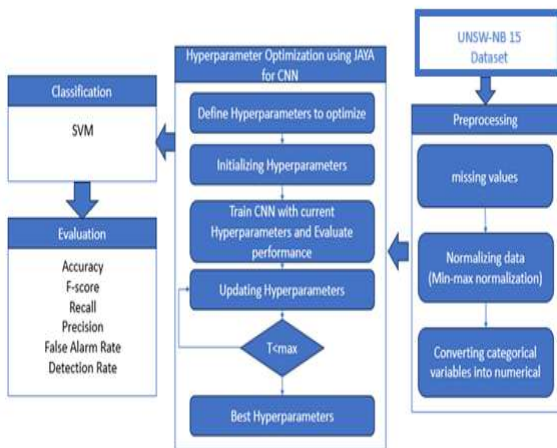 UNSW-NB 15
Dataset
Preprocessing
missing values
Normalizing data
(Min-max normalization)
Converting categorical
variables into numerical
Hyperparameter Optimization using JAYA
for CNN
Define Hyperparameters to optimize
Initializing Hyperparameters
Train CNN with current
Hyperparameters and Evaluate
performance
Updating Hyperparameters
T<max
Best Hyperparameters
Classification
SVM
Evaluation
Accuracy
F-score
Recall
Precision
False Alarm Rate
Detection Rate